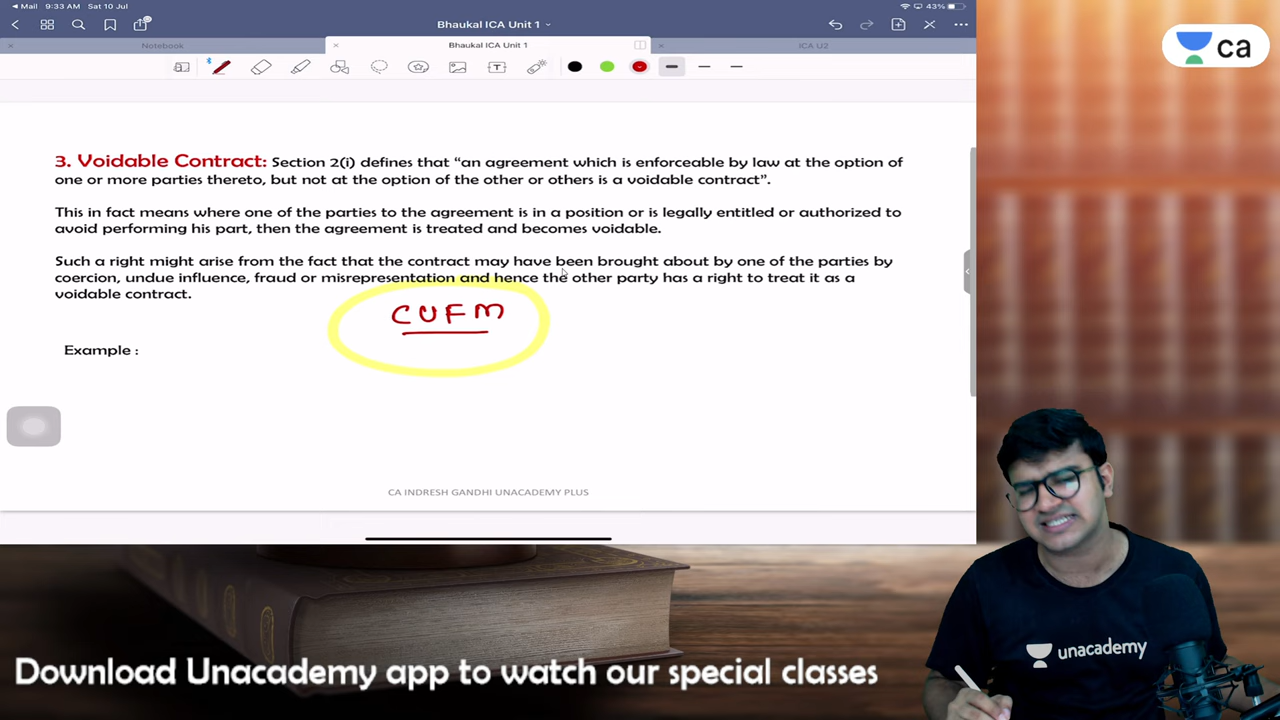 Mail 9:33 AM Sat 10 Jul 43%
Bhaukal ICA Unit 1
Notebook Bhaukal ICA Unit 1 ICA U2
ca
3. Voidable Contract: Section 2(i) defines that “an agreement which is enforceable by law at the option of
one or more parties thereto, but not at the option of the other or others is a voidable contract”.
This in fact means where one of the parties to the agreement is in a position or is legally entitled or authorized to
avoid performing his part, then the agreement is treated and becomes voidable.
Such a right might arise from the fact that the contract may have been brought about by one of the parties by
coercion, undue influence, fraud or misrepresentation and hence the other party has a right to treat it as a
voidable contract.
CUFM
Example :
CA INDRESH GANDHI UNACADEMY PLUS
unacademy
Download Unacademy app to watch our special classes